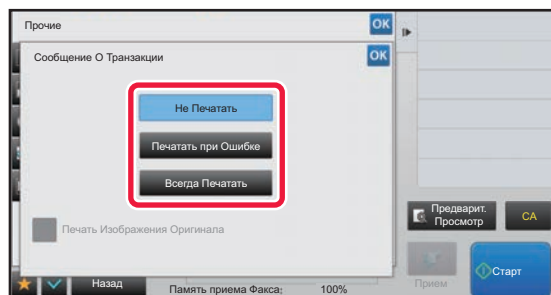 Прочие
OK
Сообщение О Транзакции
OK
Не Печатать
Печатать при Ошибке
Всегда Печатать
Печать Изображения Оригинала
Предварит.
Просмотр
CA
Назад
Память приема Факса:
100%
Прием
Старт